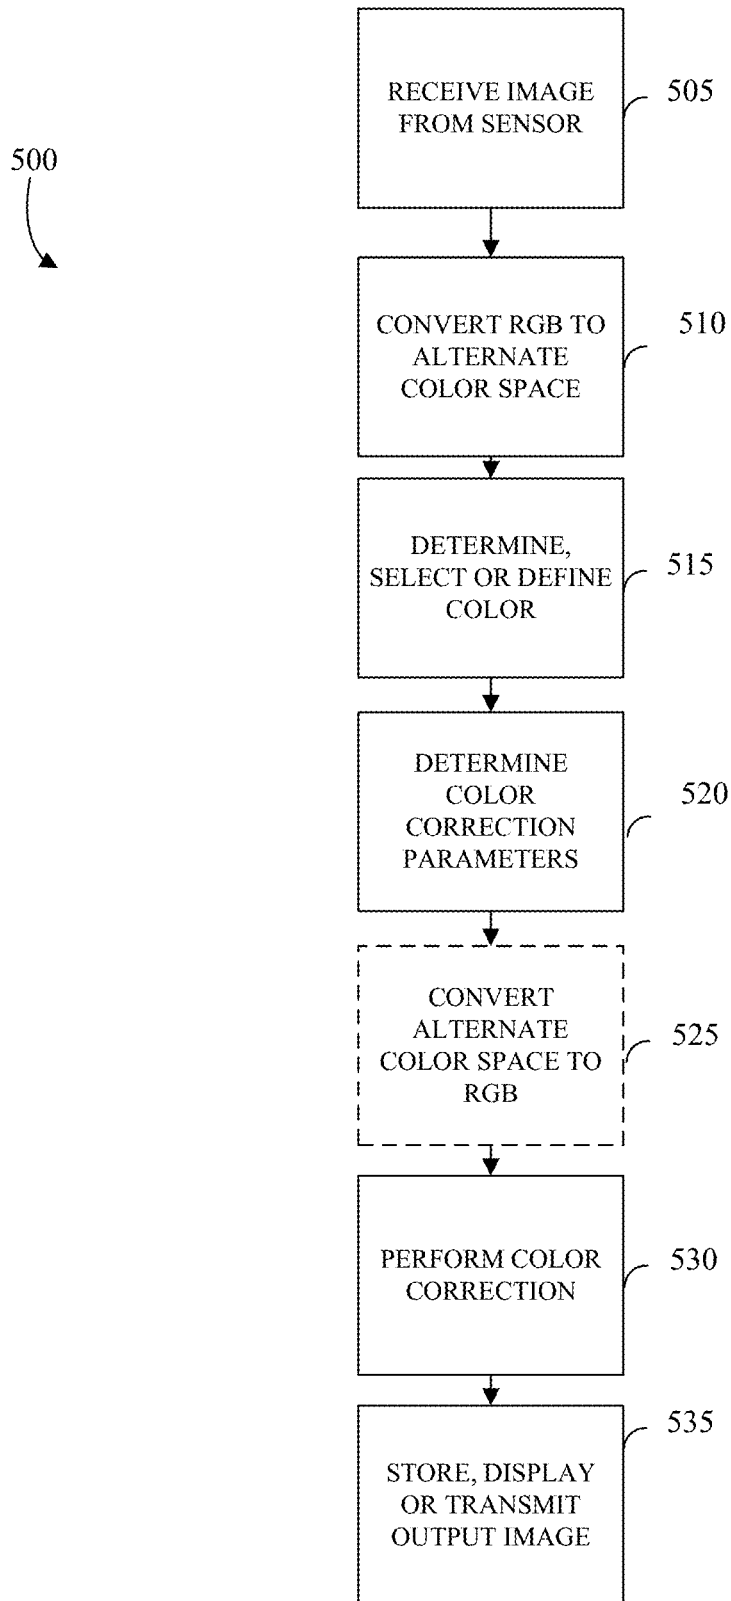 RECEIVE IMAGE
FROM SENSOR
505
500
CONVERT RGB TO
ALTERNATE
COLOR SPACE
510
DETERMINE,
SELECT OR DEFINE
COLOR
515
DETERMINE
COLOR
CORRECTION
PARAMETERS
520
CONVERT
ALTERNATE
COLOR SPACE TO
RGB
525
PERFORM COLOR
CORRECTION
530
STORE, DISPLAY
OR TRANSMIT
OUTPUT IMAGE
535